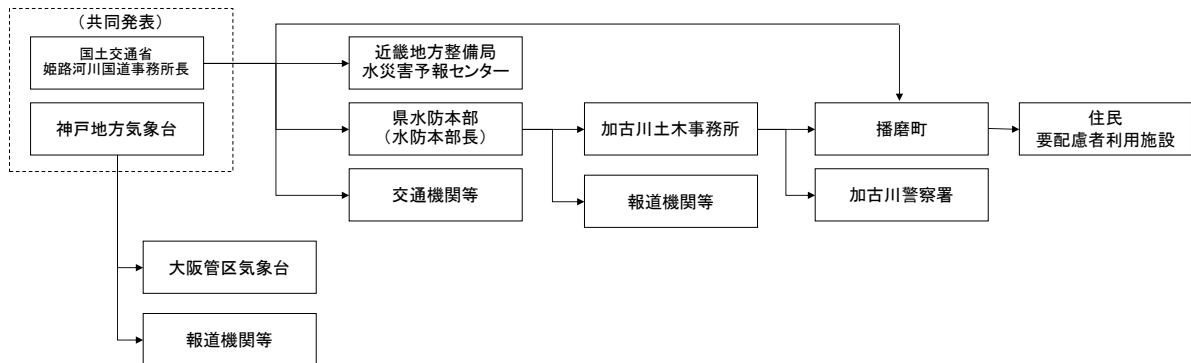 （共同発表）
国土交通省
姫路河川国道事務所長
神戸地方気象台
近畿地方整備局
水災害予報センター
県水防本部
（水防本部長）
交通機関等
加古川土木事務所
報道機関等
播磨町
加古川警察署
住民
要配慮者利用施設
大阪管区気象台
報道機関等